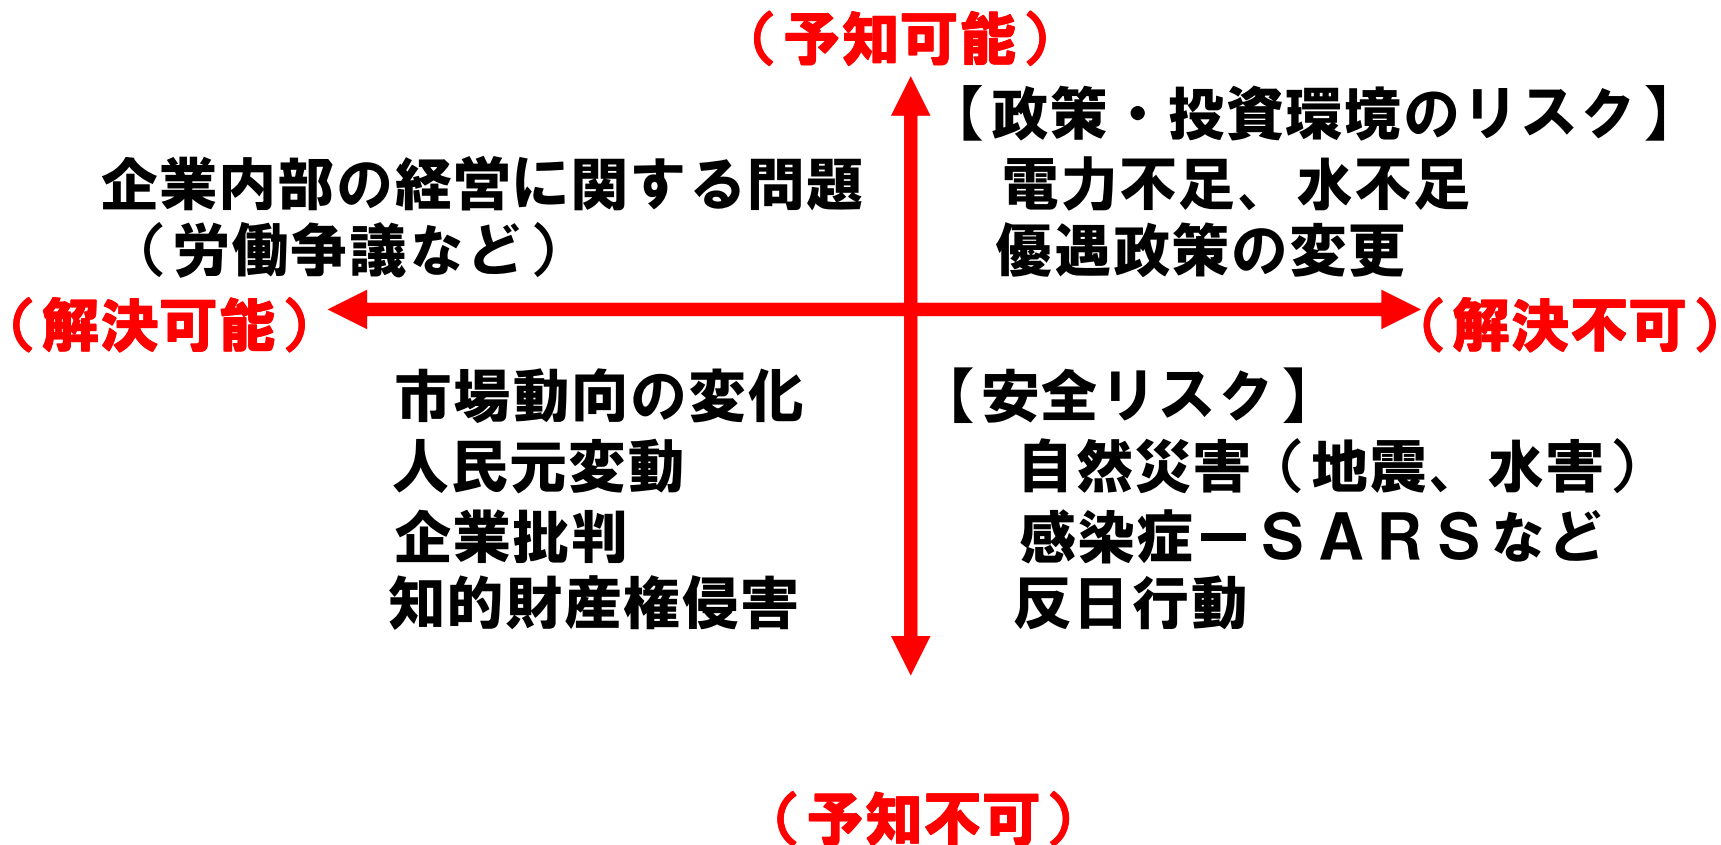 （予知可能）
【政策・投資環境のリスク】
電力不足、水不足
優遇政策の変更
企業内部の経営に関する問題
（労働争議など）
（解決可能）
（解決不可）
市場動向の変化
人民元変動
企業批判
知的財産権侵害
【安全リスク】
自然災害（地震、水害）
感染症－ＳＡＲＳなど
反日行動
（予知不可）